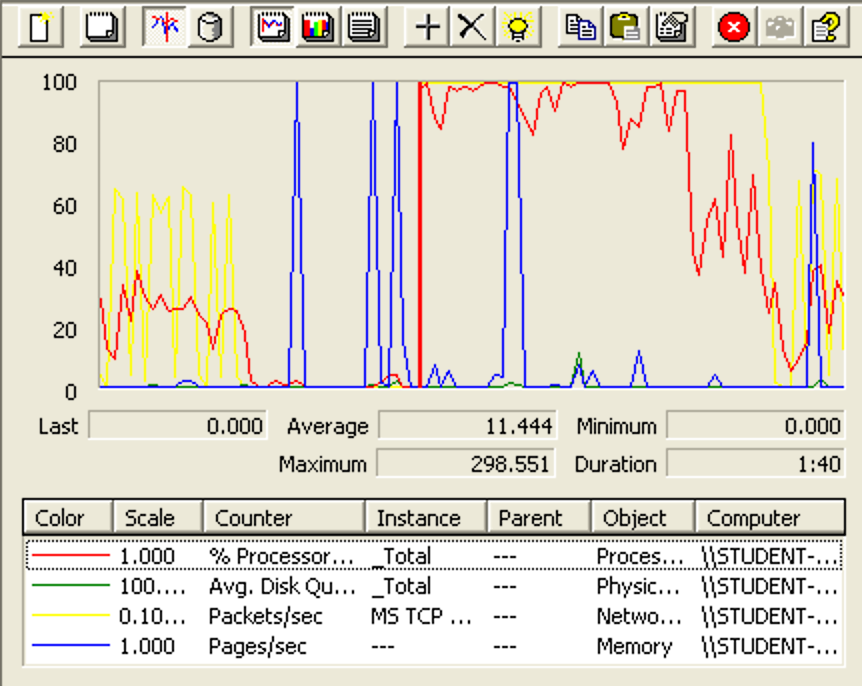 100
80
60
40
20
0
Last 0.000 Average 11.444 Minimum 0.000
Maximum 298.551 Duration 1:40
Color Scale Counter Instance Parent Object Computer
1.000 % Processor... _Total --- Proces... \\STUDENT-...
100.... Avg. Disk Qu... _Total --- Physic... \\STUDENT-...
0.10... Packets/sec MS TCP ... --- Netwo... \\STUDENT-...
1.000 Pages/sec --- --- Memory \\STUDENT-...